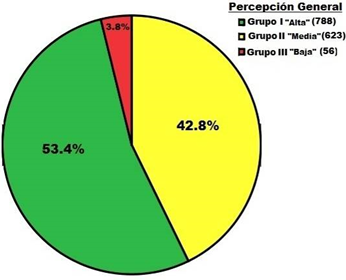 Percepción General
Grupo I "Alta" (788)
Grupo II "Media" (623)
Grupo III "Baja" (56)
3.8%
42.8%
53.4%